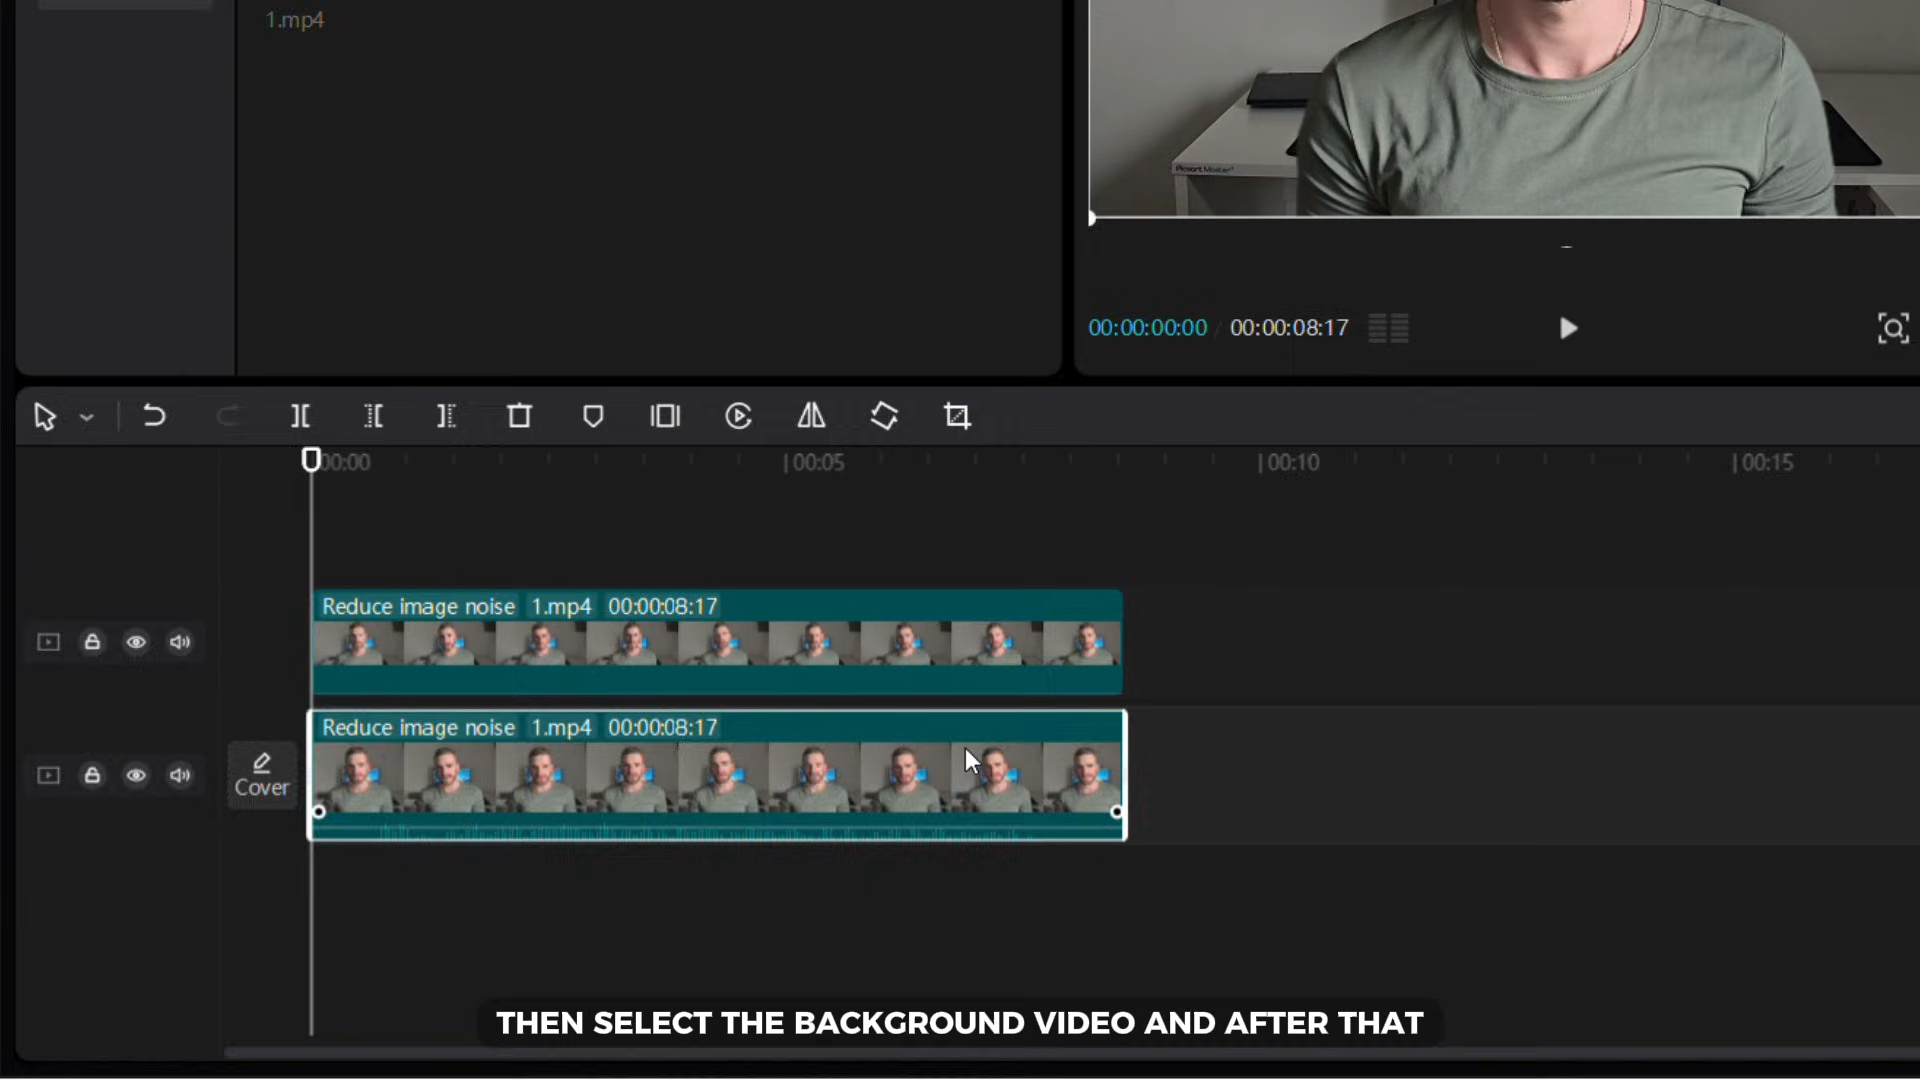 1.mp4
00:00:00:00 / 00:00:08:17
00:00 |00:05 |00:10 |00:15
Reduce image noise 1.mp4 00:00:08:17
Reduce image noise 1.mp4 00:00:08:17
Cover
THEN SELECT THE BACKGROUND VIDEO AND AFTER THAT